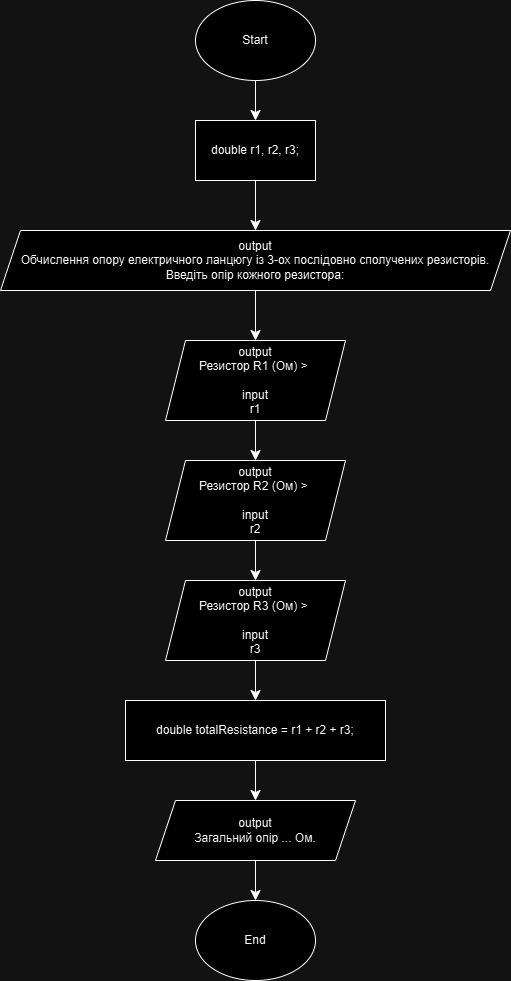 Start
double r1, r2, r3;
output
Обчислення опору електричного ланцюгу із 3-ох послідовно сполучених резисторів.
Введіть опір кожного резистора:
output
Резистор R1 (Ом) >
input
r1
output
Резистор R2 (Ом) >
input
r2
output
Резистор R3 (Ом) >
input
r3
double totalResistance = r1 + r2 + r3;
output
Загальний опір ... Ом.
End